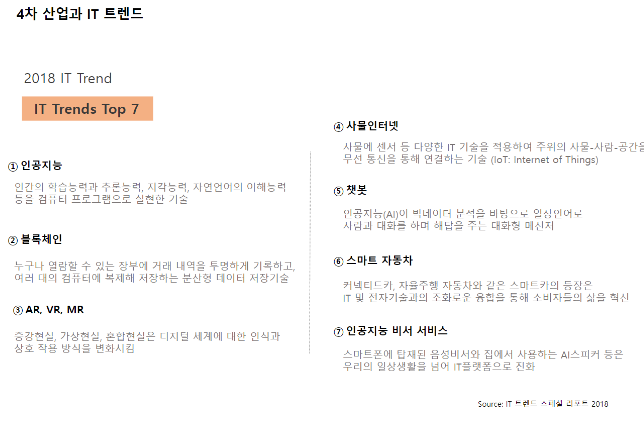 4차 산업과 IT 트렌드
2018 IT Trend
IT Trends Top 7
① 인공지능
인간의 학습능력과 추론능력, 지각능력, 자연언어의 이해능력
등을 컴퓨터 프로그램으로 실현한 기술
② 블록체인
누구나 열람할 수 있는 장부에 거래 내역을 투명하게 기록하고,
여러 대의 컴퓨터에 복제해 저장하는 분산형 데이터 저장기술
③ AR, VR, MR
증강현실, 가상현실, 혼합현실은 디지털 세계에 대한 인식과
상호 작용 방식을 변화시킴
④ 사물인터넷
사물에 센서 등 다양한 IT 기술을 적용하여 주위의 사물-사람-공간을
무선 통신을 통해 연결하는 기술 (IoT: Internet of Things)
⑤ 챗봇
인공지능(AI)이 빅데이터 분석을 바탕으로 일상언어로
사람과 대화를 하며 해답을 주는 대화형 메신저
⑥ 스마트 자동차
커넥티드카, 자율주행 자동차와 같은 스마트카의 등장은
IT 및 전자기술과의 조화로운 융합을 통해 소비자들의 삶을 혁신
⑦ 인공지능 비서 서비스
스마트폰에 탑재된 음성비서와 집에서 사용하는 AI스피커 등은
우리의 일상생활을 넘어 IT플랫폼으로 진화
Source: IT 트렌드 스페셜 리포트 2018